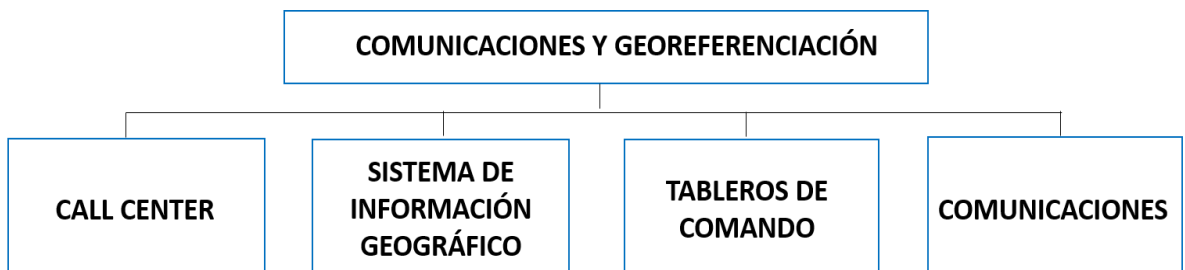 COMUNICACIONES Y GEOREFERENCIACIÓN
CALL CENTER
SISTEMA DE
INFORMACIÓN
GEOGRÁFICO
TABLEROS DE
COMANDO
COMUNICACIONES